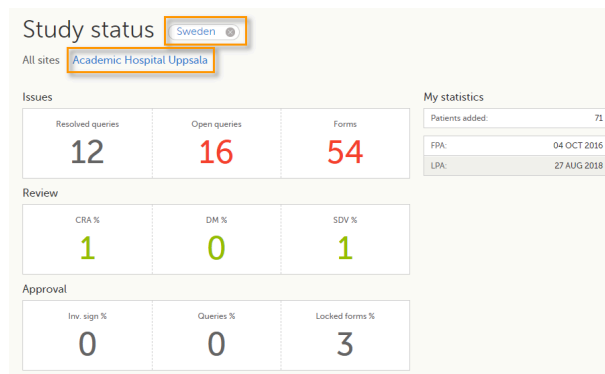 Study status Sweden
All sites Academic Hospital Uppsala
Issues
Resolved queries Open queries Forms
12 16 54
My statistics
Patients added: 71
FPA: 04 OCT 2016
LPA: 27 AUG 2018
Review
CRA % DM % SDV %
1 0 1
Approval
Inv. sign % Queries % Locked forms %
0 0 3